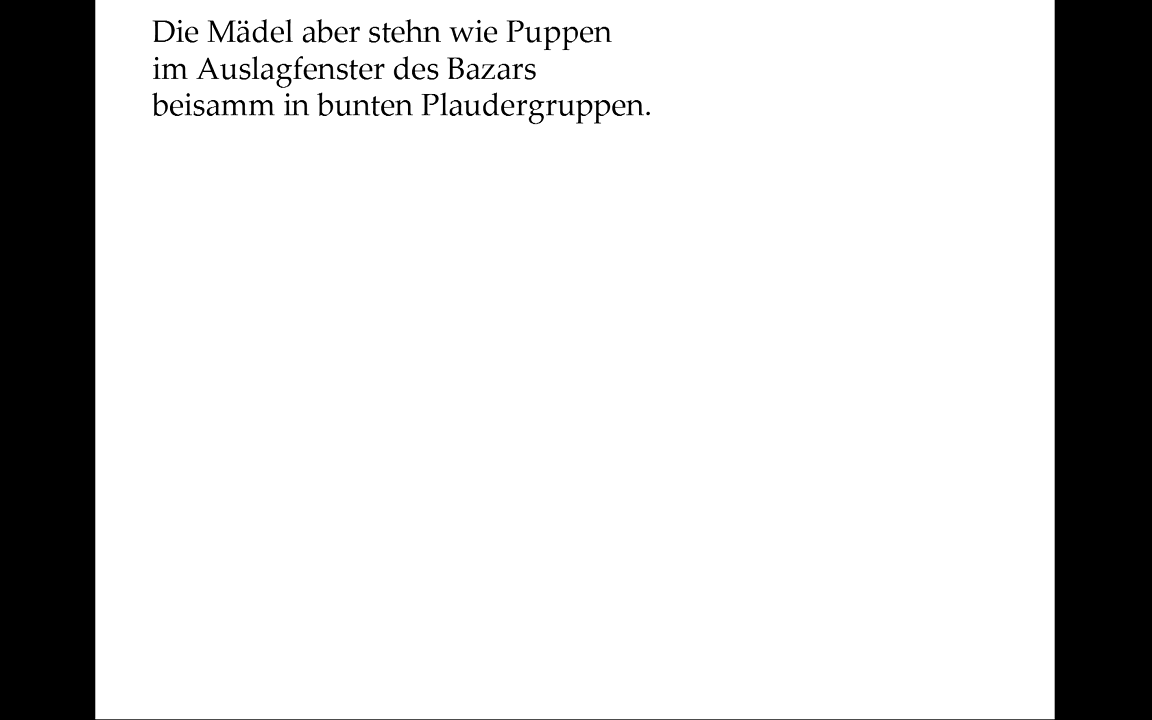 Die Mädel aber stehn wie Puppen
im Auslagfenster des Bazars
beisamm in bunten Plaudergruppen.